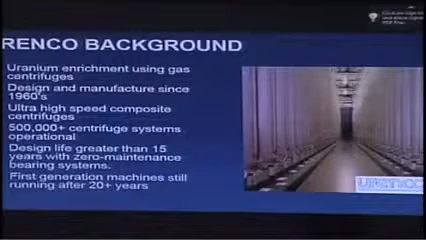 RENCO BACKGROUND
Uranium enrichment using gas
centrifuges
Design and manufacture since
1960's
Ultra high speed composite
centrifuges
500,000+ centrifuge systems
operational
Design life greater than 15
years with zero-maintenance
bearing systems.
First generation machines still
running after 20+ years